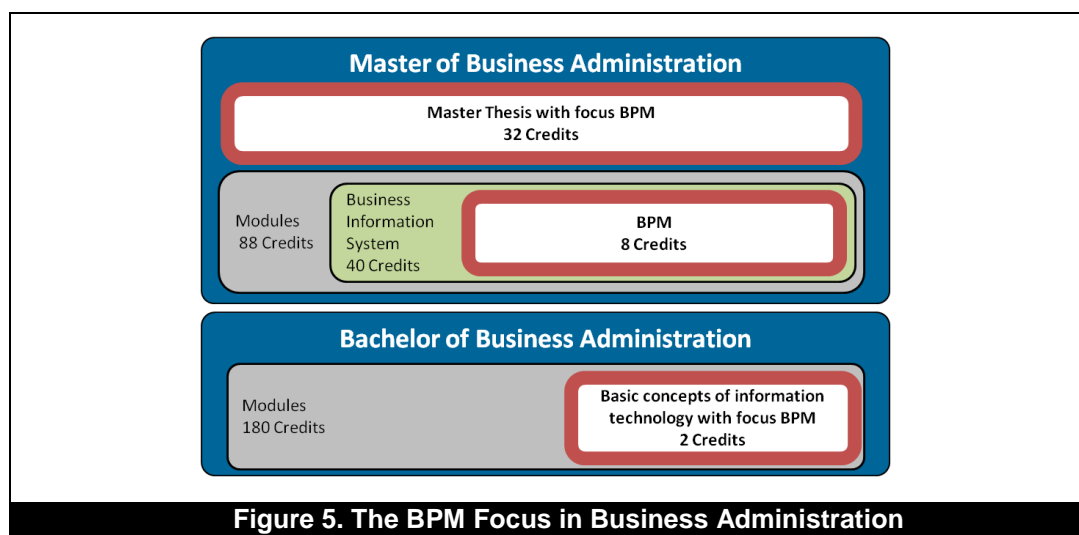 Master of Business Administration
Master Thesis with focus BPM
32 Credits
Modules
88 Credits
Business
Information
System
40 Credits
BPM
8 Credits
Bachelor of Business Administration
Modules
180 Credits
Basic concepts of information
technology with focus BPM
2 Credits
Figure 5. The BPM Focus in Business Administration